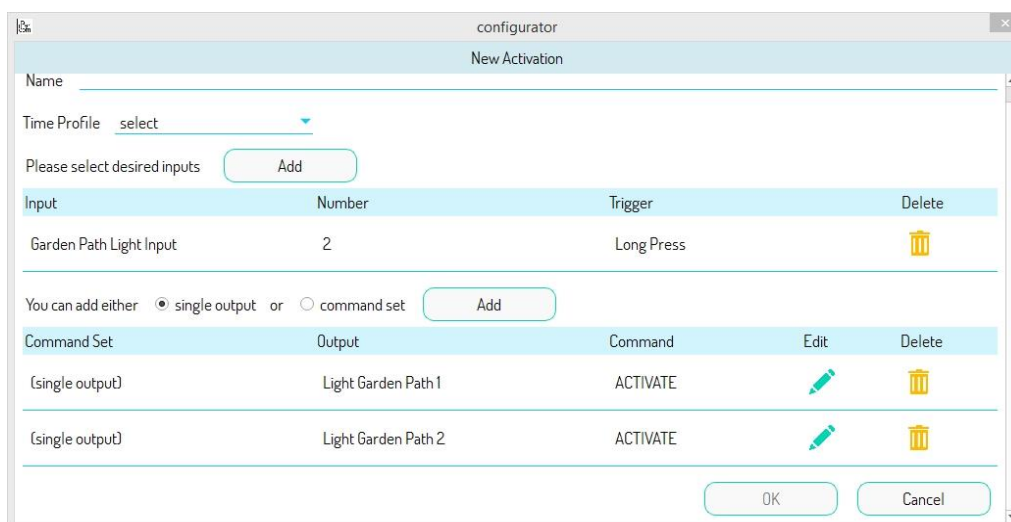 configurator
New Activation
Name
Time Profile select
Please select desired inputs Add
Input Number Trigger Delete
Garden Path Light Input 2 Long Press
You can add either single output or command set Add
Command Set Output Command Edit Delete
(single output) Light Garden Path 1 ACTIVATE
(single output) Light Garden Path 2 ACTIVATE
OK Cancel